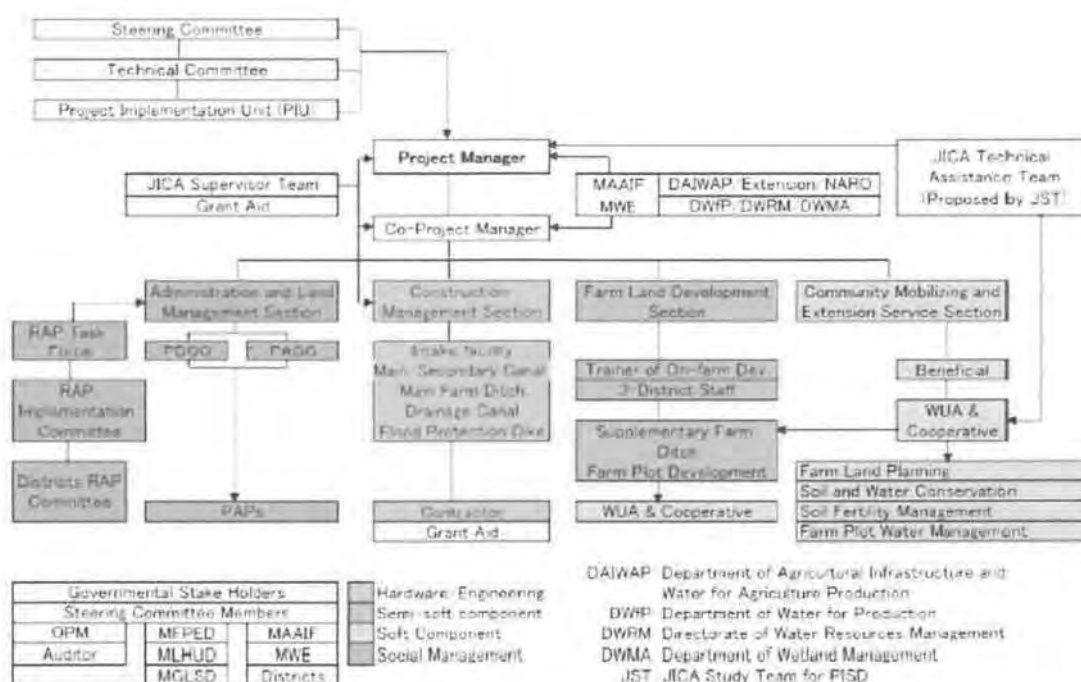 Steering Committee
Technical Committee
Project Implementation Unit (PIU)
Project Manager
JICA Supervisor Team
Grant Aid
MAAIF DAIWAP/Extension/NARO
MWE DWfP/DWRM/DWMA
JICA Technical
Assistance Team
(Proposed by JST)
Co-Project Manager
Administration and Land
Management Section
Construction
Management Section
Farm Land Development
Section
Community Mobilizing and
Extension Service Section
RAP Task
Force
RAP
Implementation
Committee
Districts RAP
Committee
PAPs
Intake facility
Main, Secondary Canal
Main Farm Ditch
Drainage Canal
Flood Protection Dike
Contractor
Grant Aid
Trainer of On-farm Dev.
District Staff
Supplementary Farm
Ditch
Farm Plot Development
WUA & Cooperative
Beneficial
WUA &
Cooperative
Farm Land Planning
Soil and Water Conservation
Soil Fertility Management
Farm Plot Water Management
Governmental Stake Holders
Steering Committee Members
OPM MFPED MAAIF
Auditor MLHUD MWE
MGLSD Districts
Hardware Engineering
Semi-soft component
Soft Component
Social Management
DAIWAP Department of Agricultural Infrastructure and
Water for Agriculture Production
DWfP Department of Water for Production
DWRM Directorate of Water Resources Management
DWMA Department of Wetland Management
JST JICA Study Team for PISD